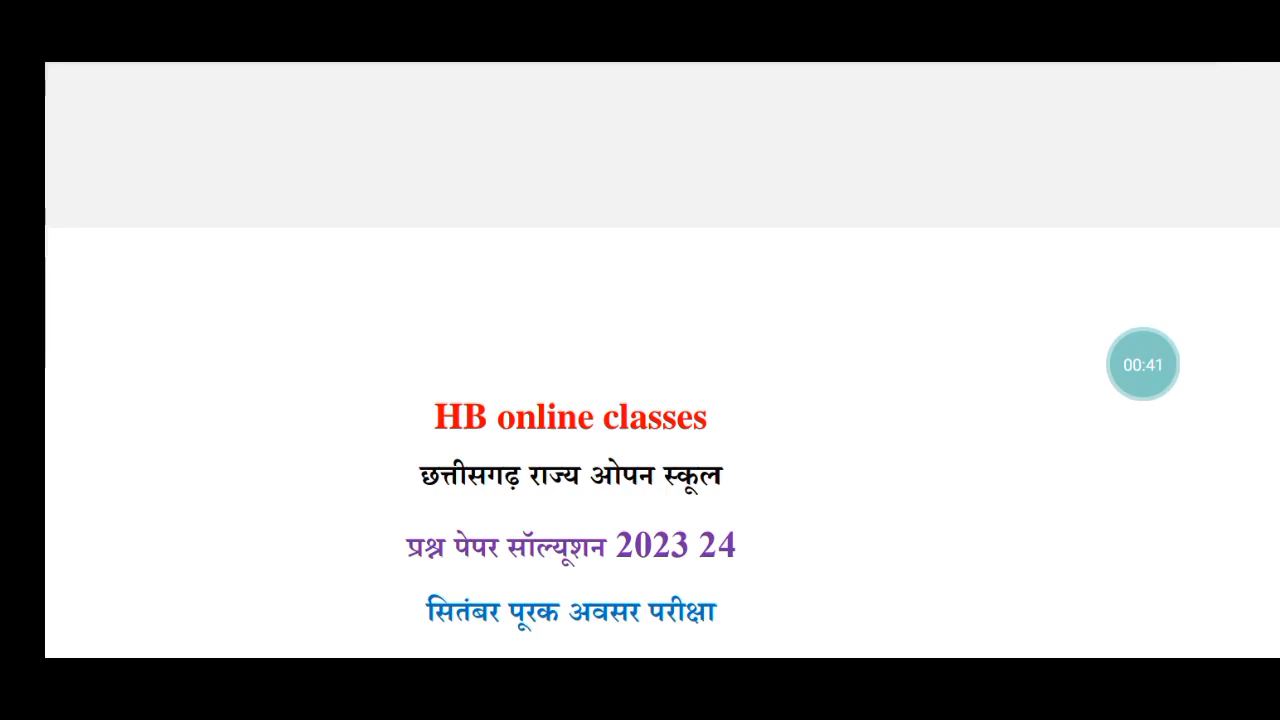 00:41
HB online classes
छत्तीसगढ़ राज्य ओपन स्कूल
प्रश्न पेपर सॉल्यूशन 2023 24
सितंबर पूरक अवसर परीक्षा